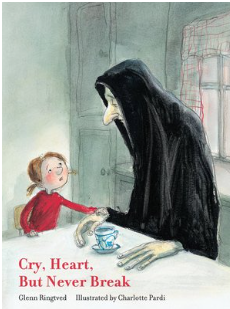 Cry, Heart,
But Never Break
Glenn Ringtved Illustrated by Charlotte Pardi